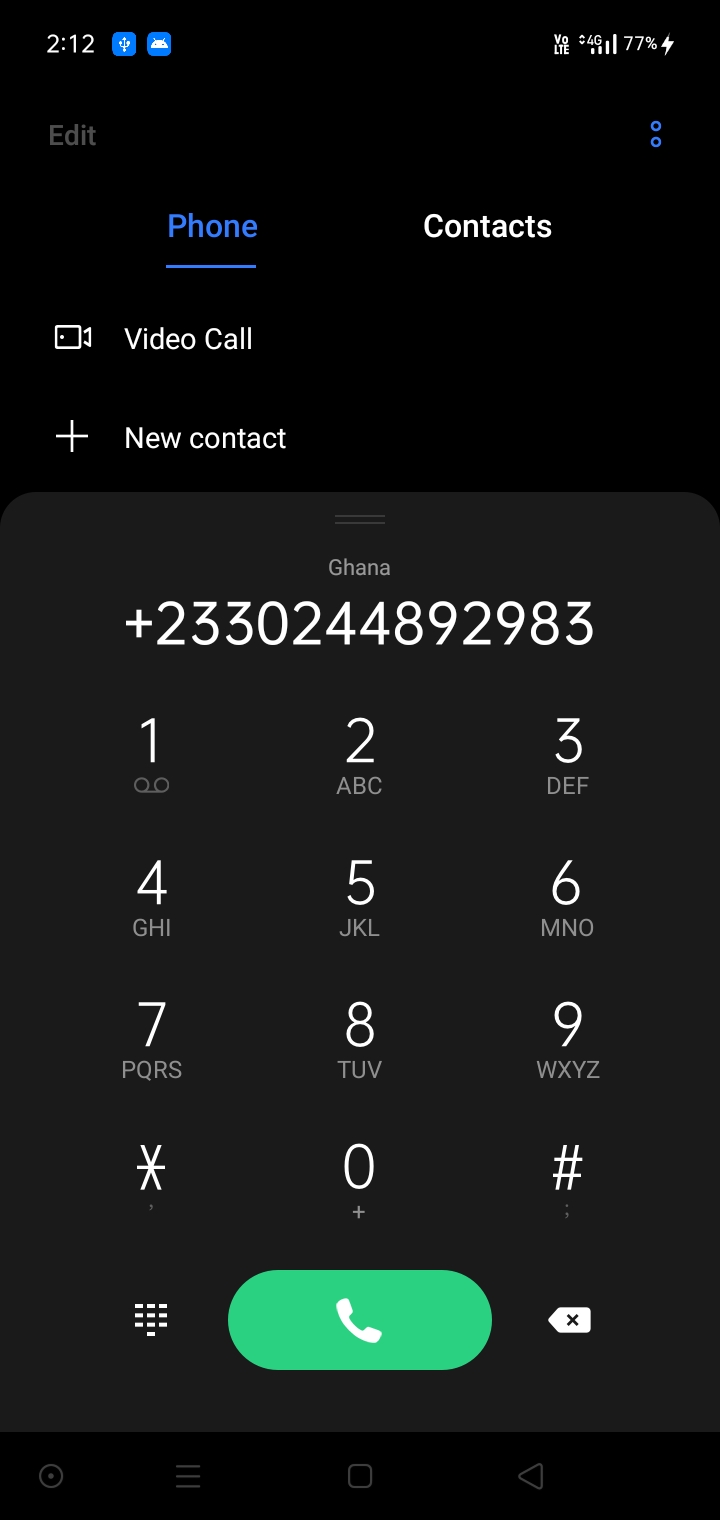 2:12 Vo LTE 4G 77%
Edit
Phone Contacts
Video Call
New contact
Ghana
+2330244892983
1 2 3
ABC DEF
4 5 6
GHI JKL MNO
7 8 9
PQRS TUV WXYZ
* 0 #
, + ;